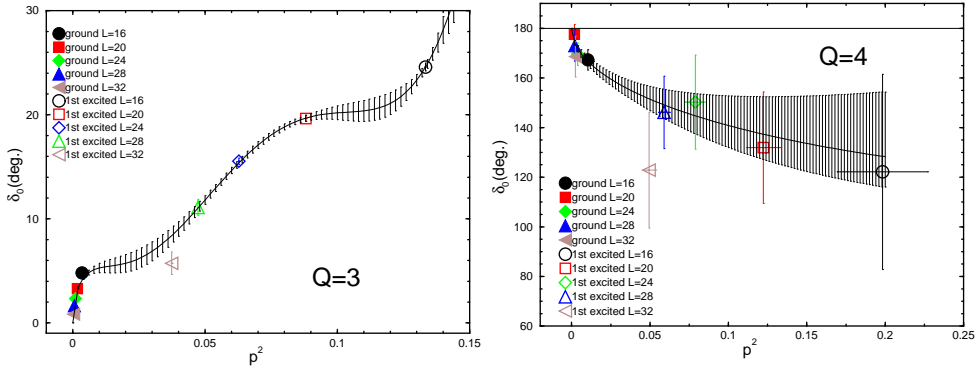 30
20
10
0
δ0(deg.)
ground L=16
ground L=20
ground L=24
ground L=28
ground L=32
1st excited L=16
1st excited L=20
1st excited L=24
1st excited L=28
1st excited L=32
Q=3
0 0.05 0.1 0.15
p2
180
160
140
120
100
80
60
δ0(deg.)
Q=4
ground L=16
ground L=20
ground L=24
ground L=28
ground L=32
1st excited L=16
1st excited L=20
1st excited L=24
1st excited L=28
1st excited L=32
0 0.05 0.1 0.15 0.2 0.25
p2